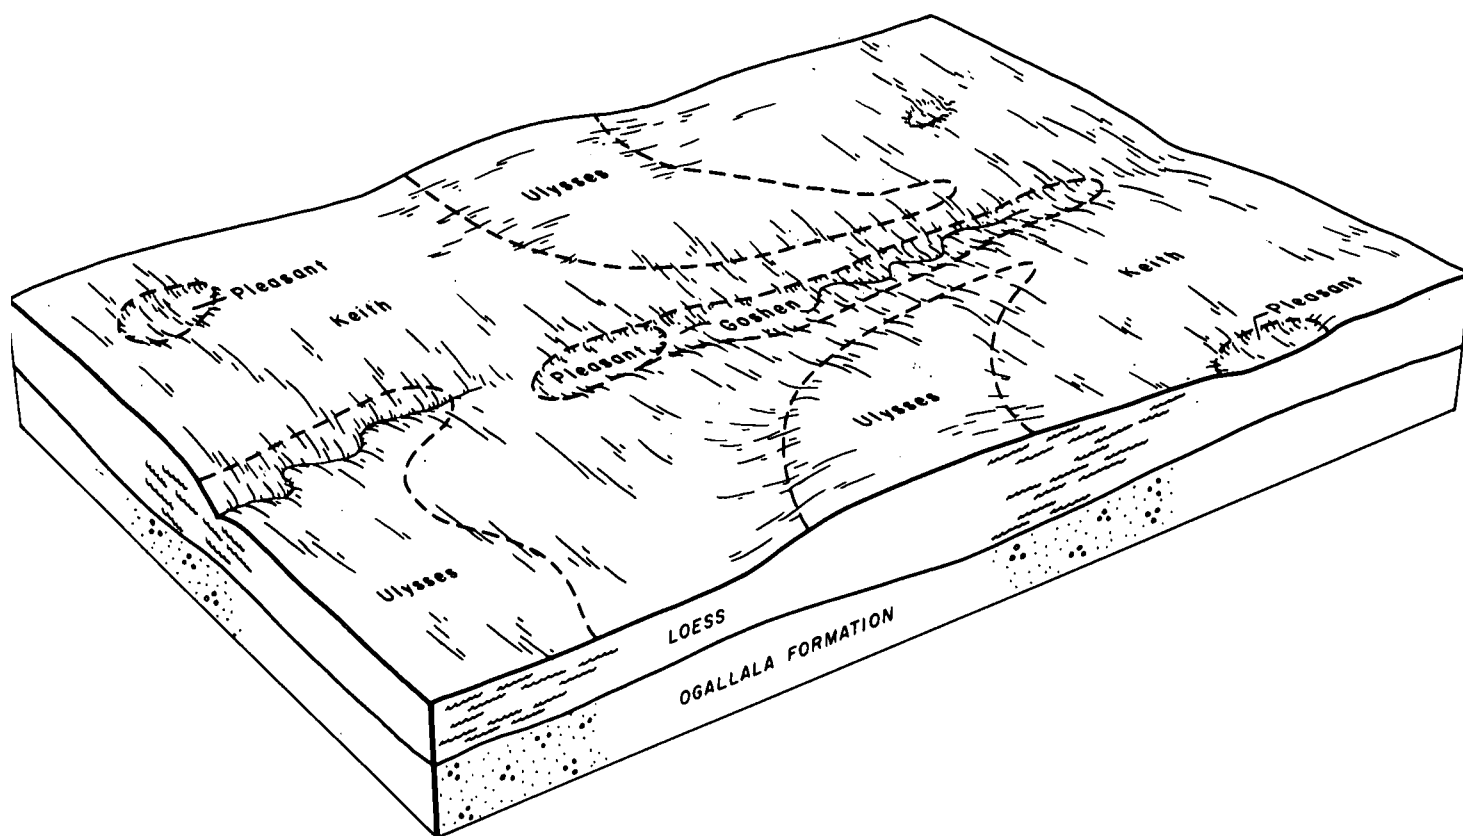 Ulysses
Pleasant
Keith
Keith
Pleasant
Goshen
Pleasant
Ulysses
Ulysses
LOESS
OGALLALA FORMATION